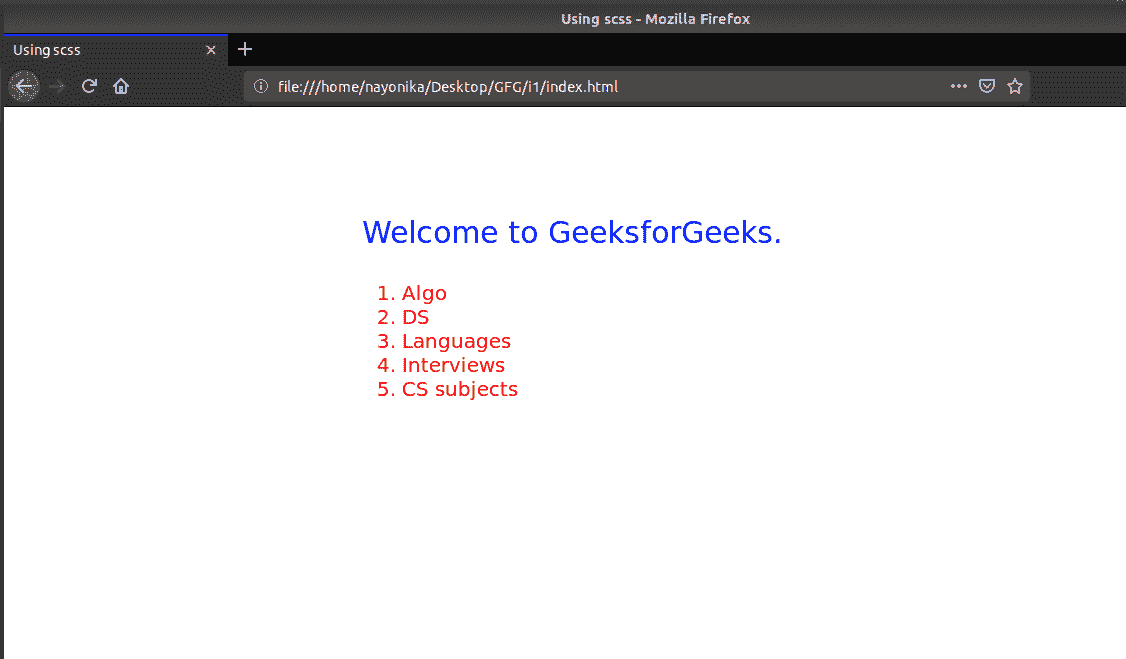 Using scss - Mozilla Firefox
Using scss
file:///home/nayonika/Desktop/GFG/i1/index.html
Welcome to GeeksforGeeks.
1. Algo
2. DS
3. Languages
4. Interviews
5. CS subjects